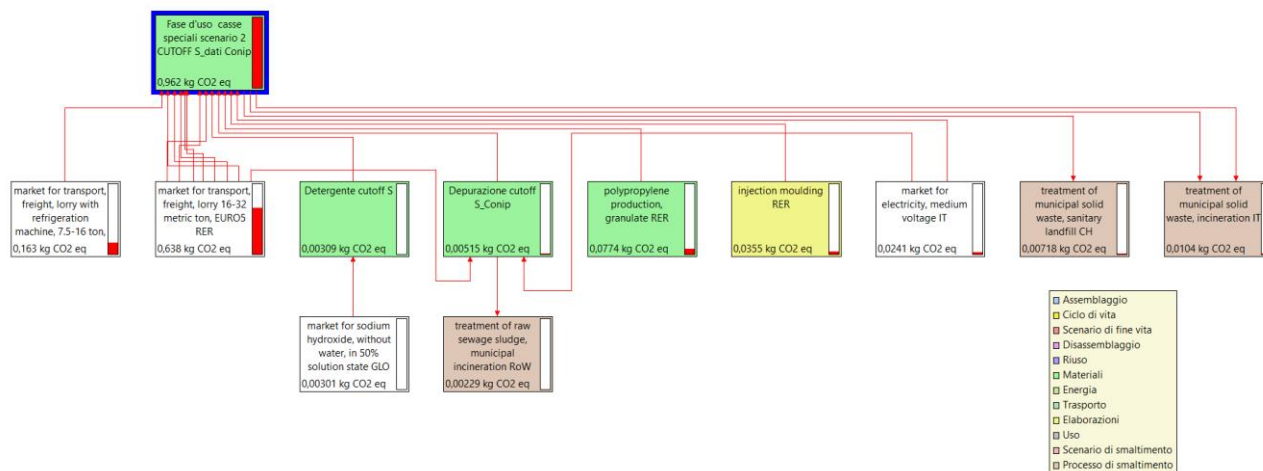 Fase d'uso casse
speciali scenario 2
CUTOFF S_dati Conip
0,962 kg CO2 eq
market for transport,
freight, lorry with
refrigeration
machine, 7.5-16 ton,
0,163 kg CO2 eq
market for transport,
freight, lorry 16-32
metric ton, EURO5
RER
0,638 kg CO2 eq
Detergente cutoff S
0,00309 kg CO2 eq
Depurazione cutoff
S_Conip
0,00515 kg CO2 eq
polypropylene
production,
granulate RER
0,0774 kg CO2 eq
injection moulding
RER
0,0355 kg CO2 eq
market for
electricity, medium
voltage IT
0,0241 kg CO2 eq
treatment of
municipal solid
waste, sanitary
landfill CH
0,00718 kg CO2 eq
treatment of
municipal solid
waste, incineration IT
0,0104 kg CO2 eq
market for sodium
hydroxide, without
water, in 50%
solution state GLO
0,00301 kg CO2 eq
treatment of raw
sewage sludge,
municipal
incineration RoW
0,00229 kg CO2 eq
Assemblaggio
Ciclo di vita
Scenario di fine vita
Disassemblaggio
Riuso
Materiali
Energia
Trasporto
Elaborazioni
Uso
Scenario di smaltimento
Processo di smaltimento